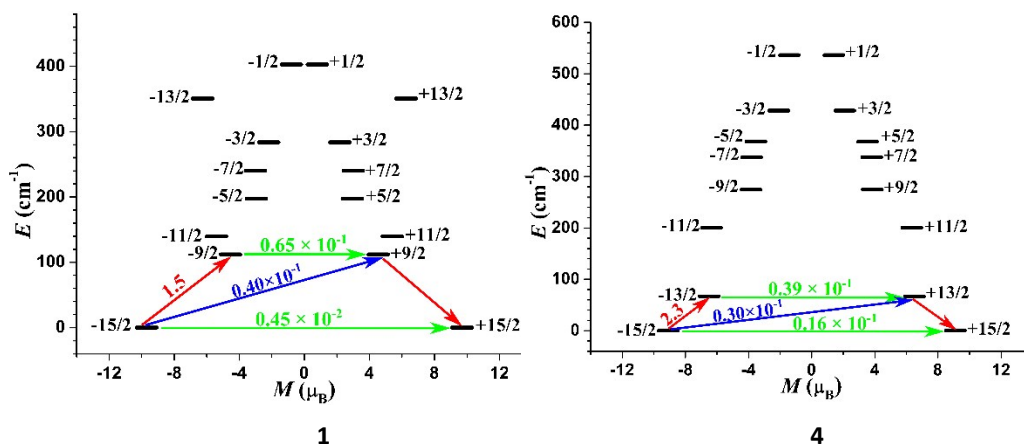 400
300
200
100
0
E (cm⁻¹)
-1/2 +1/2
-13/2 +13/2
-3/2 +3/2
-7/2 +7/2
-5/2 +5/2
-11/2 +11/2
-9/2 0.65 × 10⁻¹ +9/2
1.5 0.40×10⁻¹
-15/2 0.45 × 10⁻² +15/2
-12 -8 -4 0 4 8 12
M (μB)
1
600
500
400
300
200
100
0
E (cm⁻¹)
-1/2 +1/2
-3/2 +3/2
-5/2 +5/2
-7/2 +7/2
-9/2 +9/2
-11/2 +11/2
-13/2 0.39 × 10⁻¹ +13/2
2.3 0.30×10⁻¹
-15/2 0.16 × 10⁻¹ +15/2
-12 -8 -4 0 4 8 12
M (μB)
4